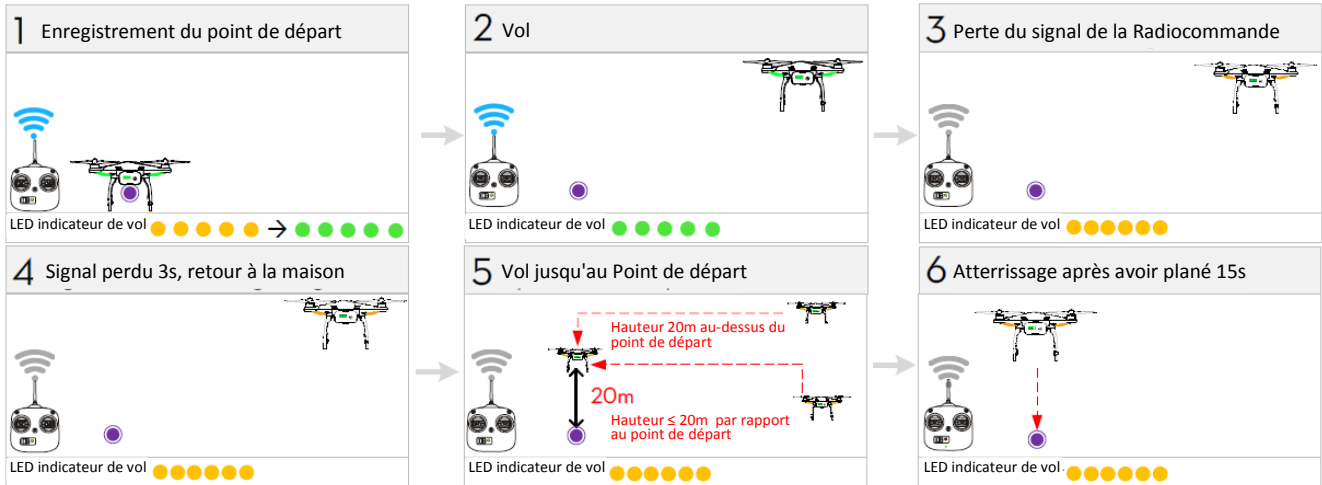 1 Enregistrement du point de départ
LED indicateur de vol
2 Vol
LED indicateur de vol
3 Perte du signal de la Radiocommande
LED indicateur de vol
4 Signal perdu 3s, retour à la maison
LED indicateur de vol
5 Vol jusqu'au Point de départ
Hauteur 20m au-dessus du
point de départ
20m
Hauteur ≤ 20m par rapport
au point de départ
LED indicateur de vol
6 Atterrissage après avoir plané 15s
LED indicateur de vol.